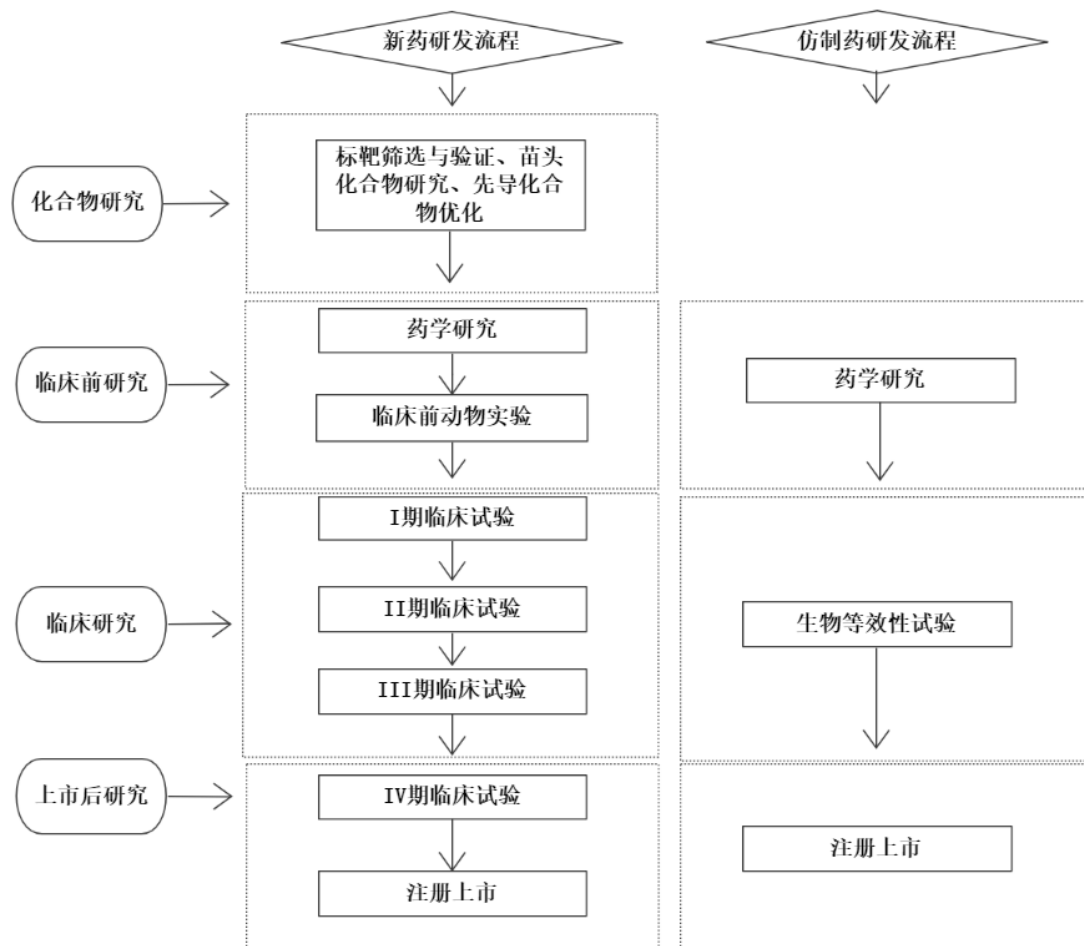 新药研发流程
仿制药研发流程
化合物研究
标靶筛选与验证、苗头
化合物研究、先导化合
物优化
临床前研究
药学研究
临床前动物实验
药学研究
临床研究
I期临床试验
II期临床试验
III期临床试验
生物等效性试验
上市后研究
IV期临床试验
注册上市
注册上市